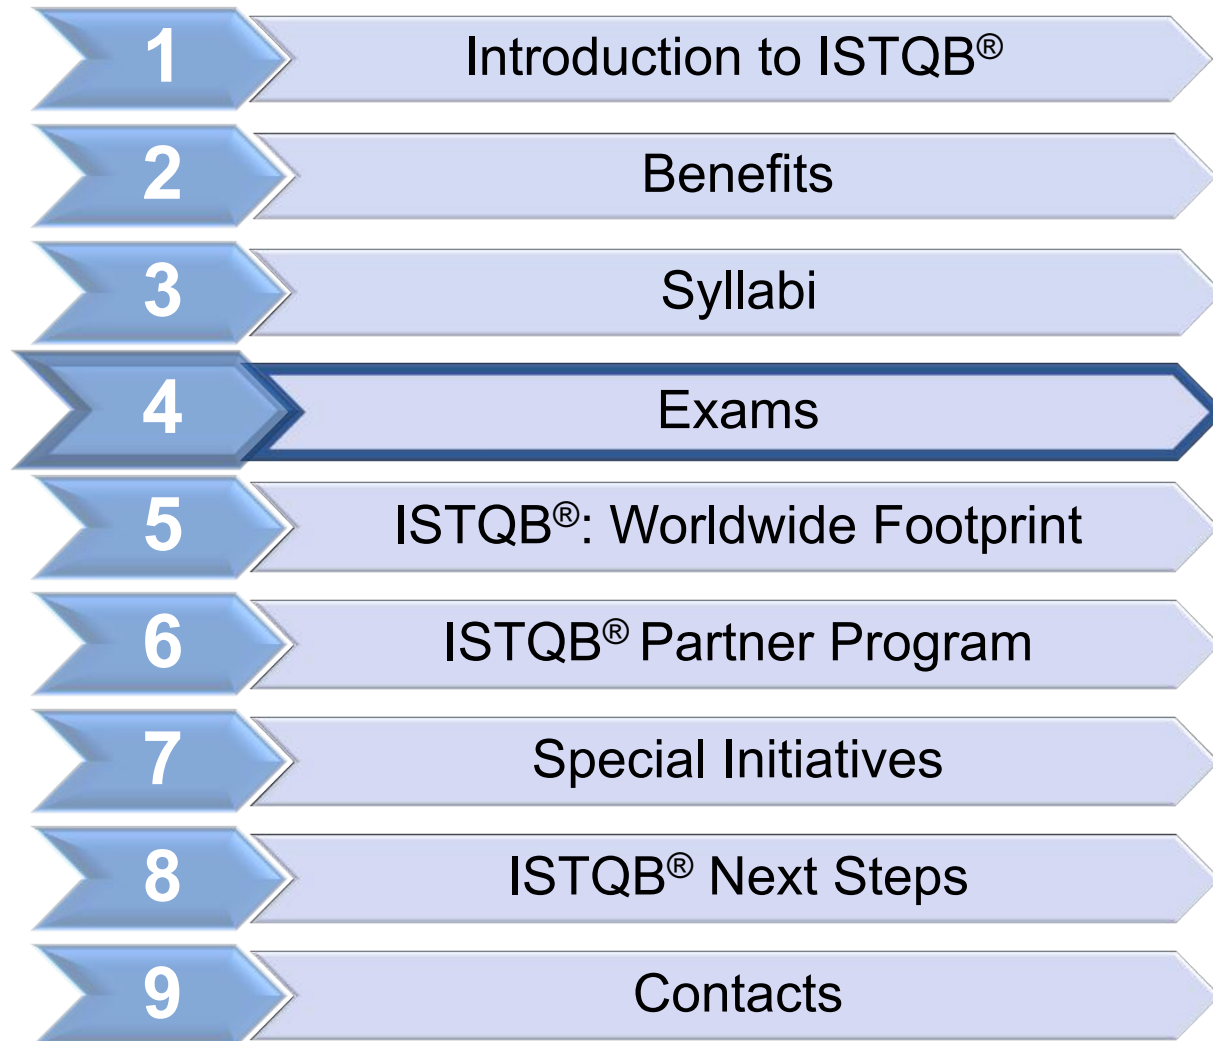 1 Introduction to ISTQB®
2 Benefits
3 Syllabi
4 Exams
5 ISTQB®: Worldwide Footprint
6 ISTQB® Partner Program
7 Special Initiatives
8 ISTQB® Next Steps
9 Contacts